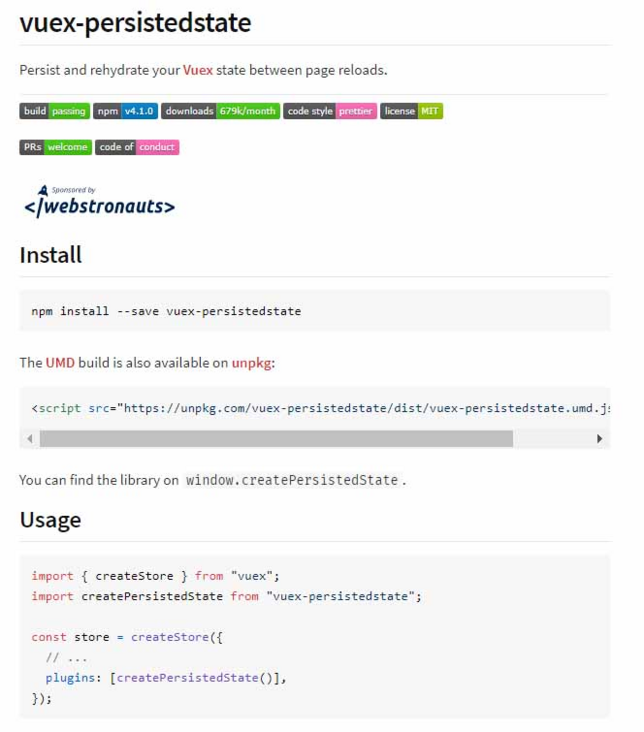 vuex-persistedstate
Persist and rehydrate your Vuex state between page reloads.
build passing npm v4.1.0 downloads 679k/month code style prettier license MIT
PRs welcome code of conduct
Sponsored by
</webstronauts>
Install
npm install --save vuex-persistedstate
The UMD build is also available on unpkg:
<script src="https://unpkg.com/vuex-persistedstate/dist/vuex-persistedstate.umd.js
You can find the library on window.createPersistedState.
Usage
import { createStore } from "vuex";
import createPersistedState from "vuex-persistedstate";
const store = createStore({
// ...
plugins: [createPersistedState()],
});